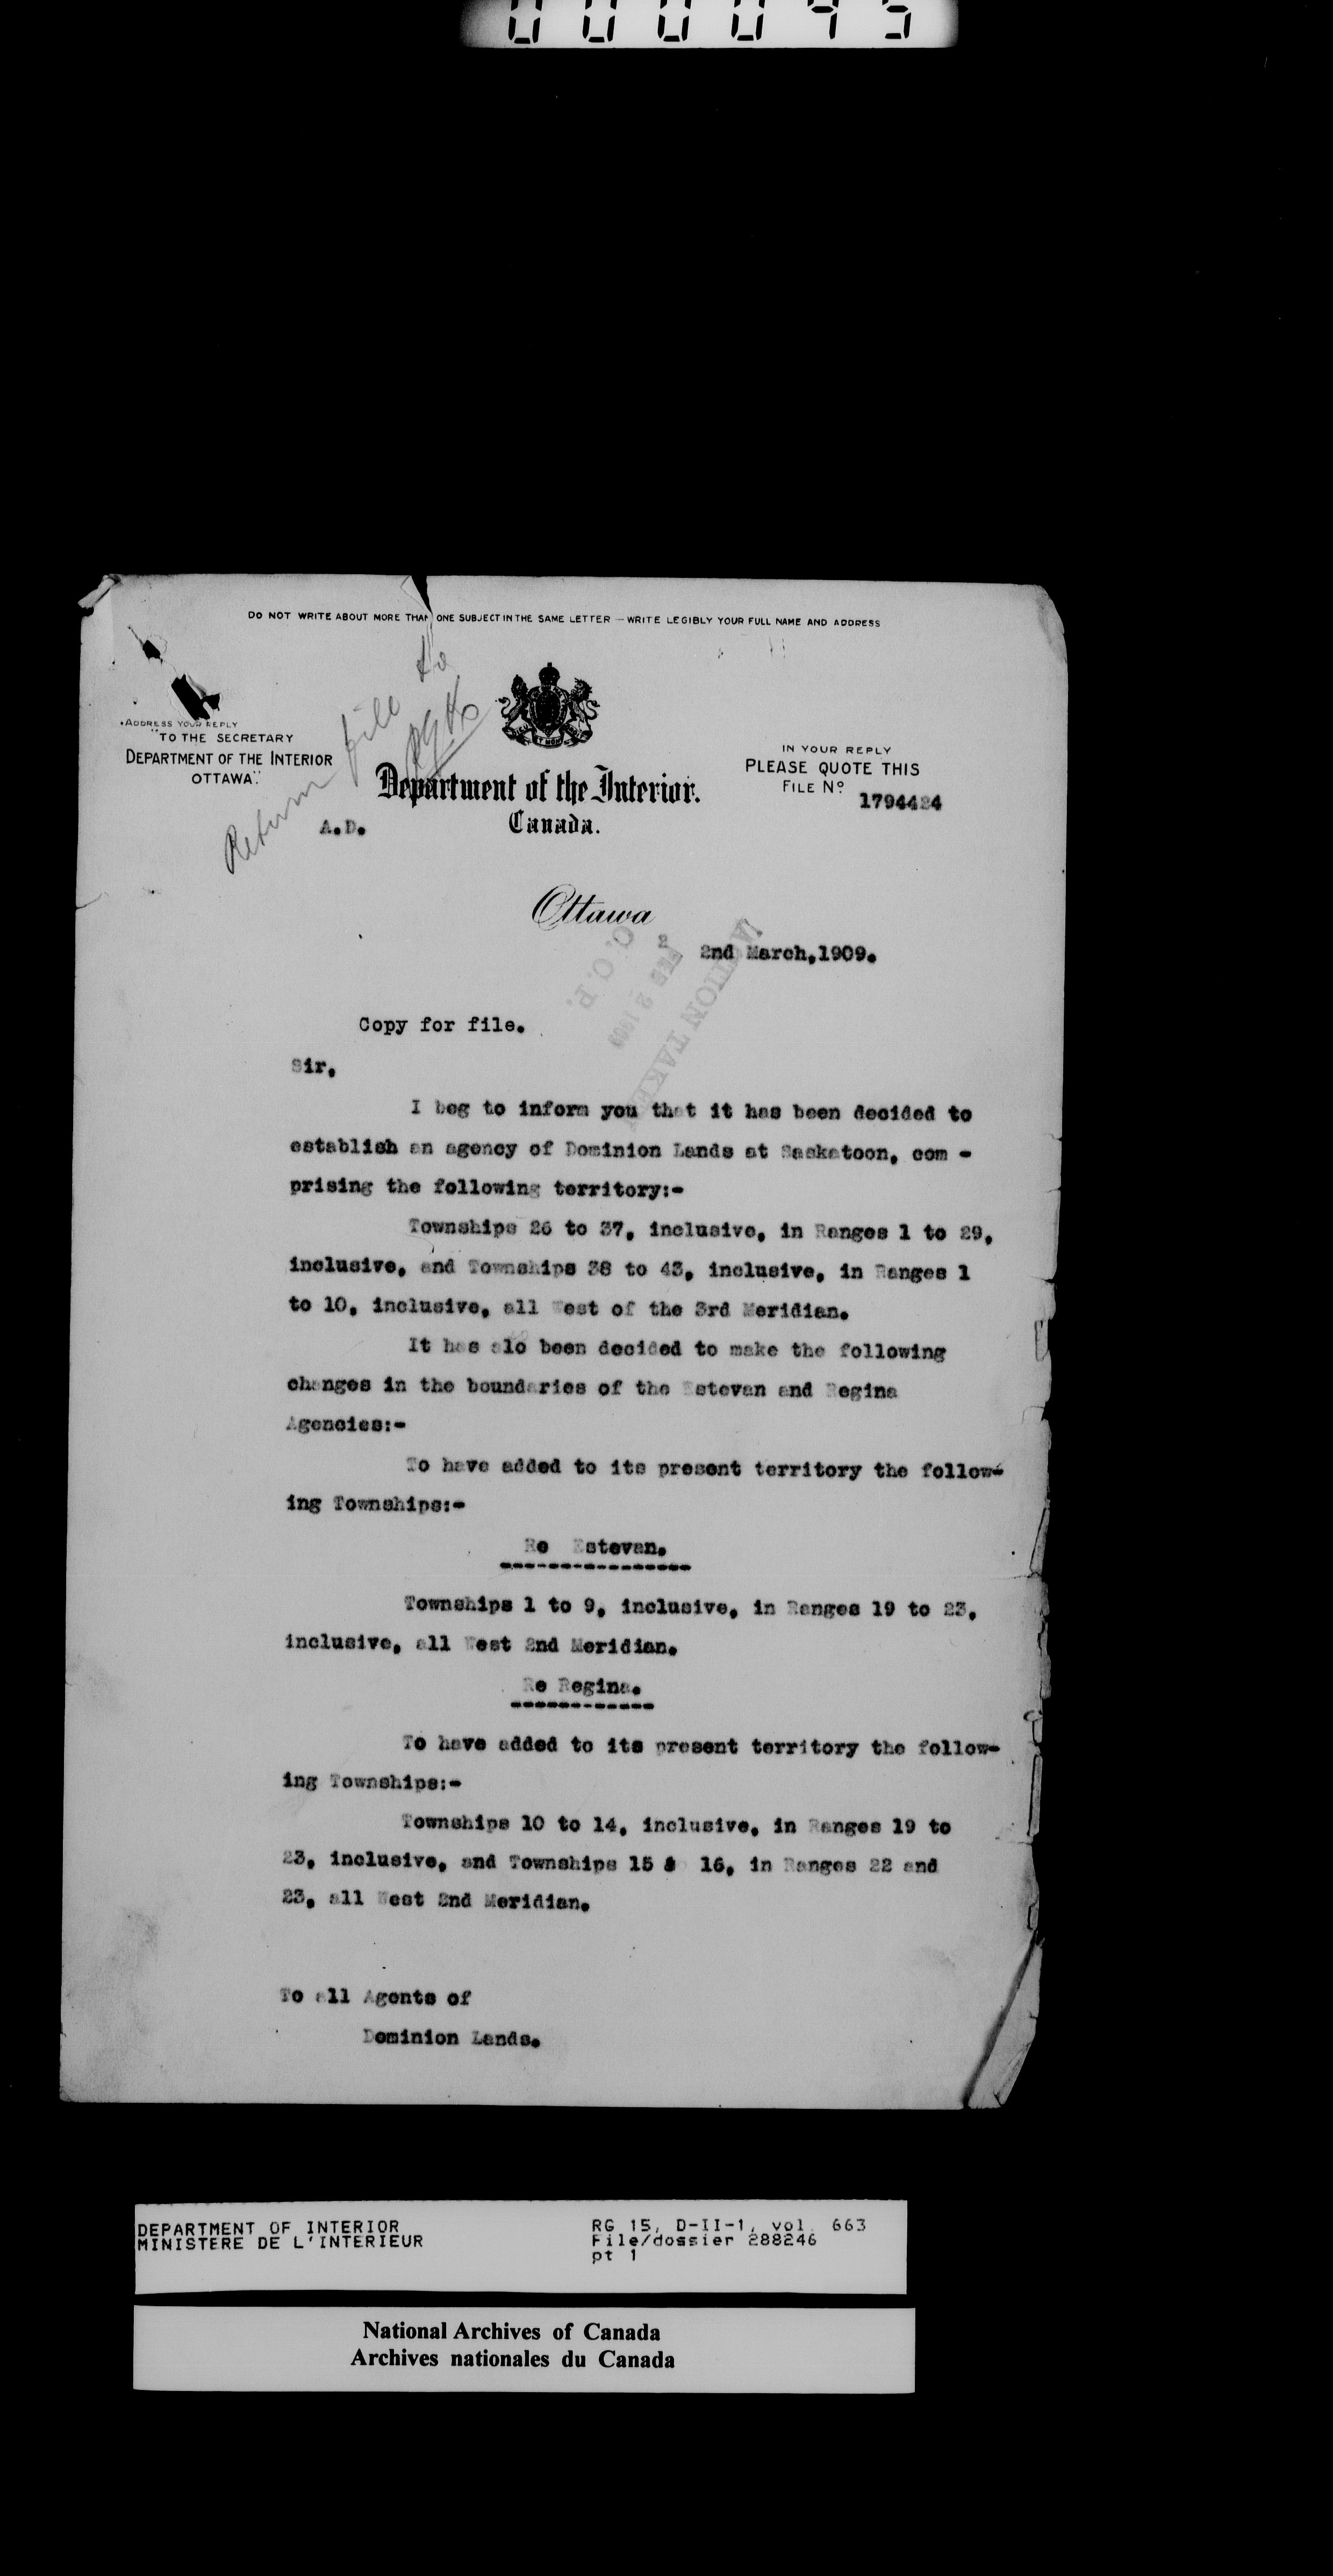 DO NOT WRITE ABOUT MORE THAN ONE SUBJECT IN THE SAME LETTER — WRITE LEGIBLY YOUR FULL NAME AND ADDRESS
Return file to
ADDRESS YOUR REPLY
"TO THE SECRETARY
DEPARTMENT OF THE INTERIOR
OTTAWA."
IN YOUR REPLY
PLEASE QUOTE THIS
FILE No
1794424
Department of the Interior.
Canada.
A.D.
Ottawa
2nd March,1909.
ACTION TAKEN
FEB 2 1909
C. O. P.
Copy for file.
Sir,
I beg to inform you that it has been decided to
establish an agency of Dominion Lands at Saskatoon, com -
prising the following territory:-
Townships 26 to 37, inclusive, in Ranges 1 to 29,
inclusive, and Townships 38 to 43, inclusive, in Ranges 1
to 10, inclusive, all West of the 3rd Meridian.
It has alo been decided to make the following
changes in the boundaries of the Estevan and Regina
Agencies:-
To have added to its present territory the follow-
ing Townships:-
Re Estevan.
----------------
Townships 1 to 9, inclusive, in Ranges 19 to 23,
inclusive, all West 2nd Meridian.
Re Regina.
------------
To have added to its present territory the follow-
ing Townships:-
Townships 10 to 14, inclusive, in Ranges 19 to
23, inclusive, and Townships 15 & 16, in Ranges 22 and
23, all West 2nd Meridian.
To all Agents of
Dominion Lands.
DEPARTMENT OF INTERIOR
MINISTERE DE L'INTERIEUR
RG 15, D-II-1, vol. 663
File/dossier 288246
pt 1
National Archives of Canada
Archives nationales du Canada